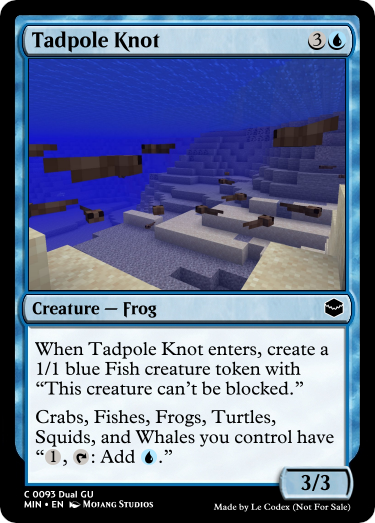 Tadpole Knot 3
Creature — Frog
When Tadpole Knot enters, create a
1/1 blue Fish creature token with
“This creature can't be blocked.”
Crabs, Fishes, Frogs, Turtles,
Squids, and Whales you control have
“1, : Add .”
3/3
C 0093 Dual GU
MIN • EN Mojang Studios
Made by Le Codex (Not For Sale)